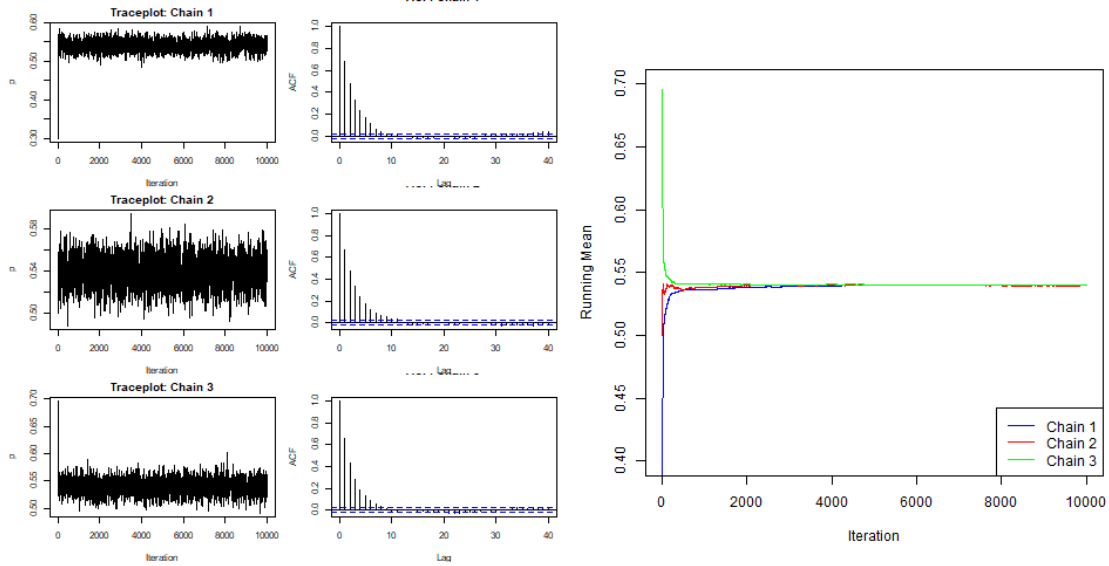 Traceplot: Chain 1
0.30 0.40 0.50 0.60
p
0 2000 4000 6000 8000 10000
Iteration
0.0 0.2 0.4 0.6 0.8 1.0
ACF
0 10 20 30 40
Lag
Traceplot: Chain 2
0.50 0.54 0.58
p
0 2000 4000 6000 8000 10000
Iteration
0.0 0.2 0.4 0.6 0.8 1.0
ACF
0 10 20 30 40
Lag
Traceplot: Chain 3
0.50 0.55 0.60 0.65 0.70
p
0 2000 4000 6000 8000 10000
Iteration
0.0 0.2 0.4 0.6 0.8 1.0
ACF
0 10 20 30 40
Lag
0.40 0.45 0.50 0.55 0.60 0.65 0.70
Running Mean
Chain 1
Chain 2
Chain 3
0 2000 4000 6000 8000 10000
Iteration